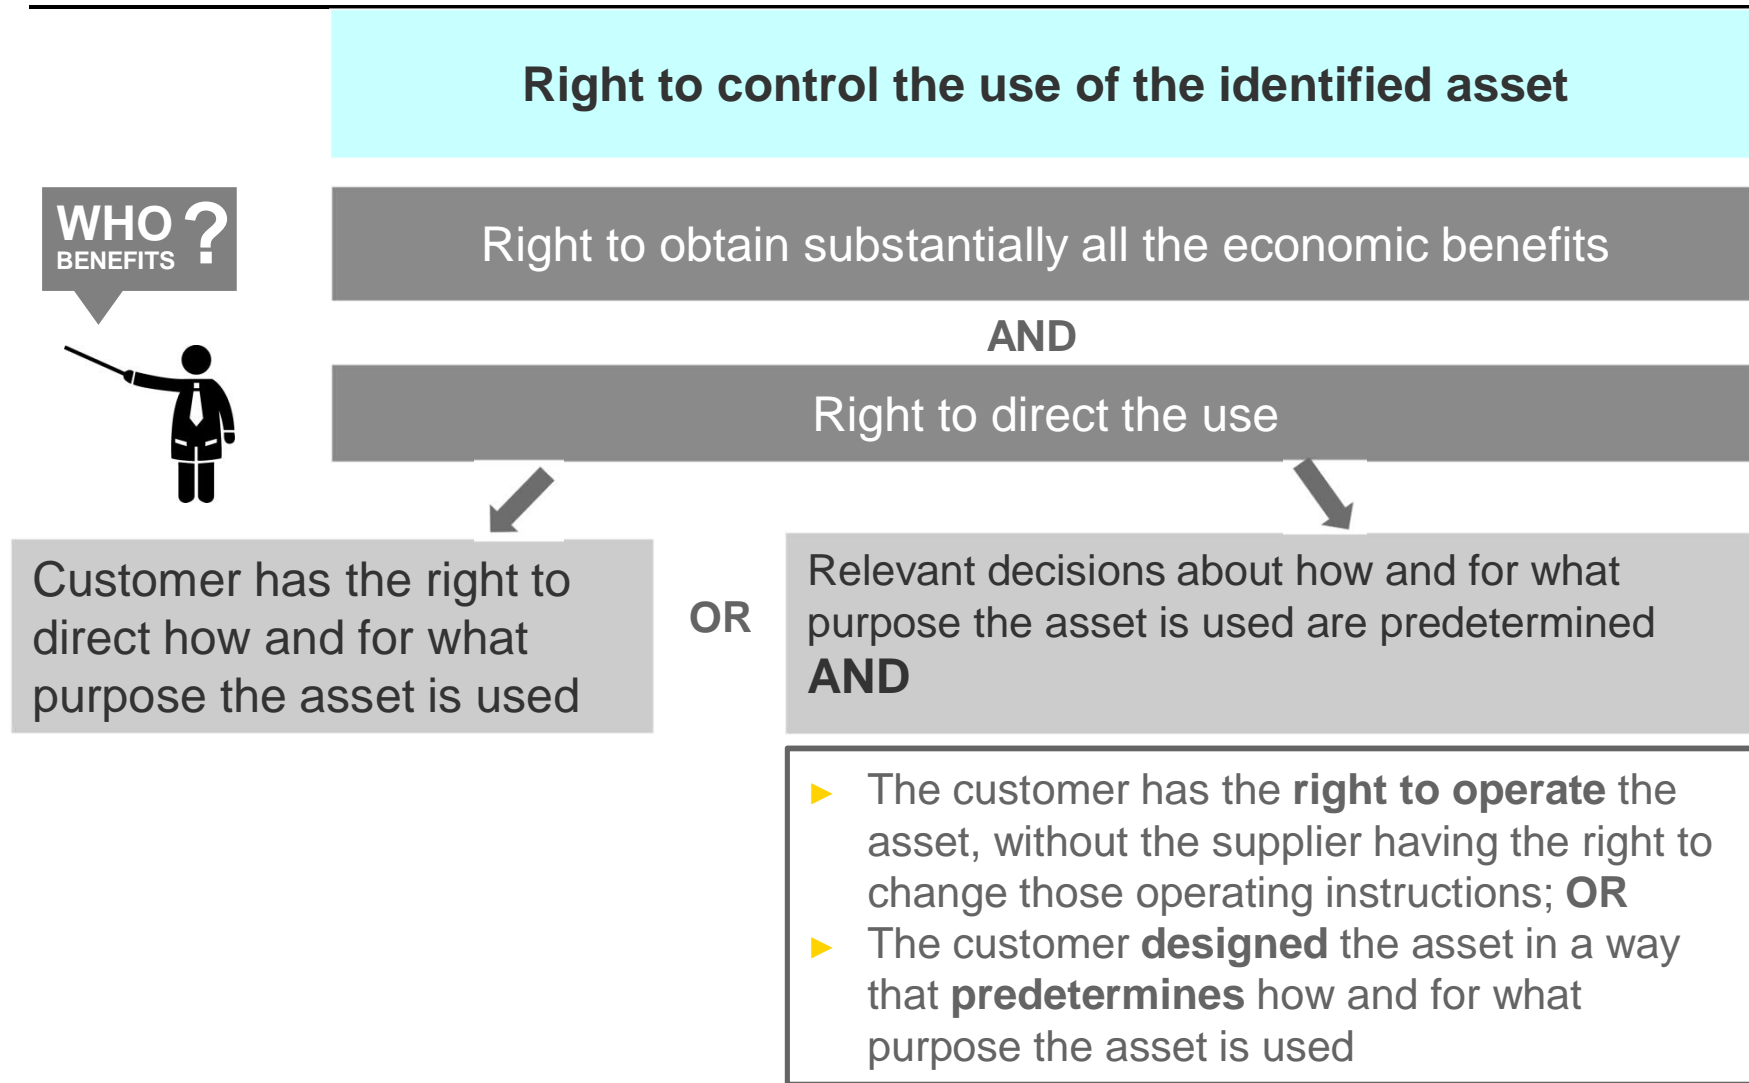 Right to control the use of the identified asset
WHO ?
BENEFITS
Right to obtain substantially all the economic benefits
AND
Right to direct the use
Customer has the right to
direct how and for what
purpose the asset is used
OR
Relevant decisions about how and for what
purpose the asset is used are predetermined
AND
► The customer has the right to operate the
asset, without the supplier having the right to
change those operating instructions; OR
► The customer designed the asset in a way
that predetermines how and for what
purpose the asset is used